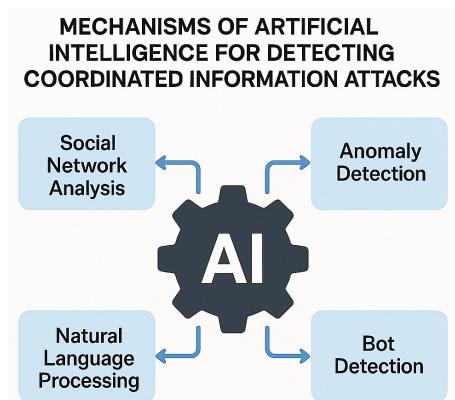 MECHANISMS OF ARTIFICIAL
INTELLIGENCE FOR DETECTING
COORDINATED INFORMATION ATTACKS
Social
Network
Analysis
Anomaly
Detection
AI
Natural
Language
Processing
Bot
Detection